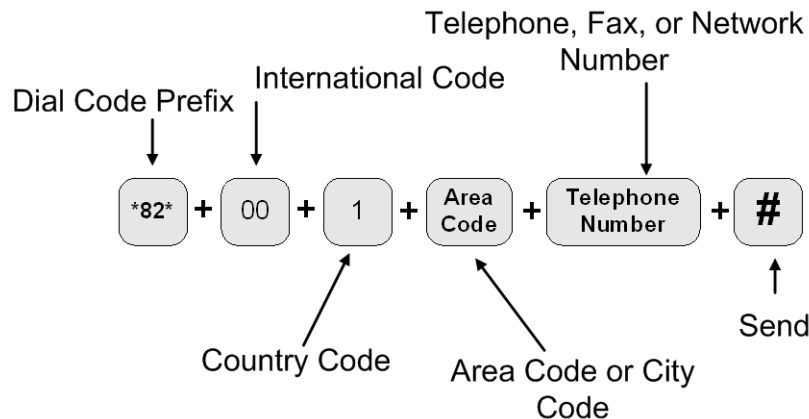 Telephone, Fax, or Network
Number
International Code
Dial Code Prefix
*82* + 00 + 1 + Area Code + Telephone Number + #
Send
Country Code
Area Code or City
Code